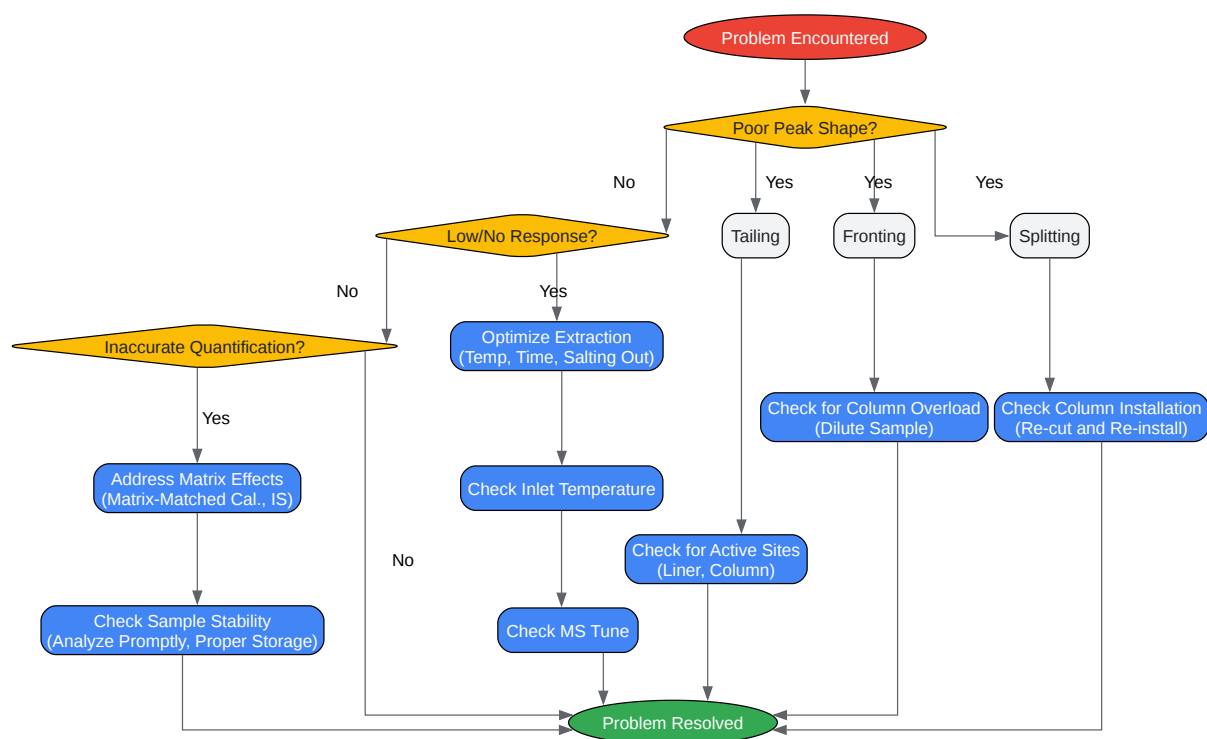 Problem Encountered
Poor Peak Shape?
No
Yes
Yes
Yes
Low/No Response?
Tailing
Fronting
Splitting
No
Yes
Inaccurate Quantification?
Optimize Extraction
(Temp, Time, Salting Out)
Yes
Check for Column Overload
(Dilute Sample)
Check Column Installation
(Re-cut and Re-install)
Address Matrix Effects
(Matrix-Matched Cal., IS)
Check Inlet Temperature
No
Check for Active Sites
(Liner, Column)
Check Sample Stability
(Analyze Promptly, Proper Storage)
Check MS Tune
Problem Resolved